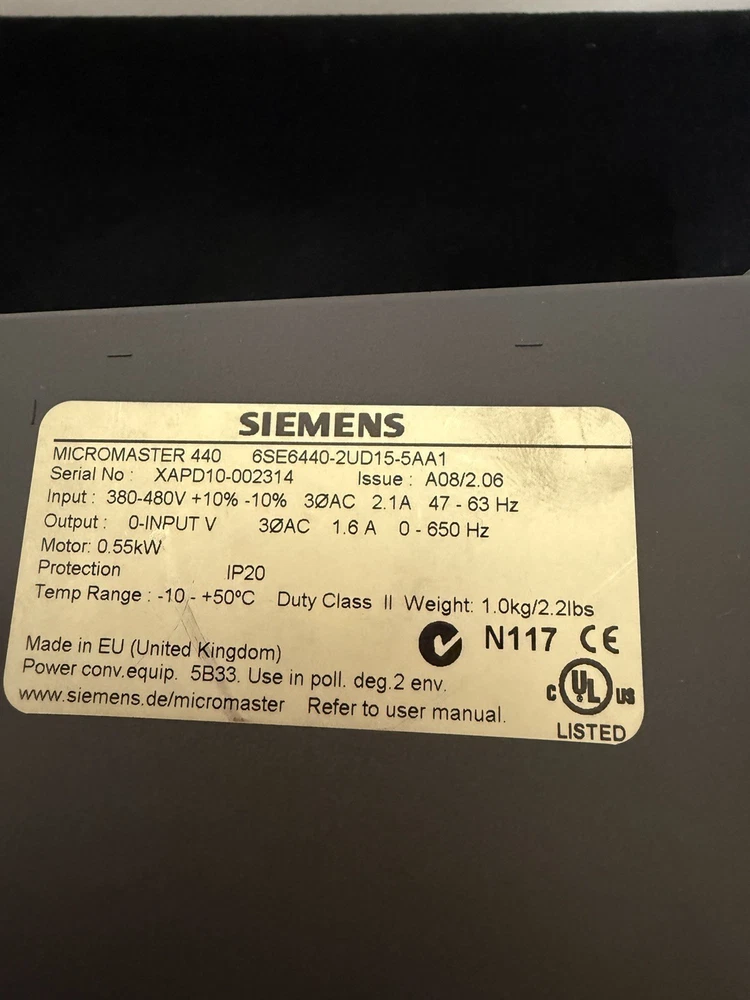 SIEMENS
MICROMASTER 440 6SE6440-2UD15-5AA1
Serial No : XAPD10-002314 Issue : A08/2.06
Input : 380-480V +10% -10% 3ØAC 2.1A 47 - 63 Hz
Output : 0-INPUT V 3ØAC 1.6 A 0 - 650 Hz
Motor: 0.55kW
Protection IP20
Temp Range : -10 - +50ºC Duty Class II Weight: 1.0kg/2.2lbs
N117 CE
Made in EU (United Kingdom)
Power conv.equip. 5B33. Use in poll. deg.2 env.
C UL US
www.siemens.de/micromaster Refer to user manual.
LISTED